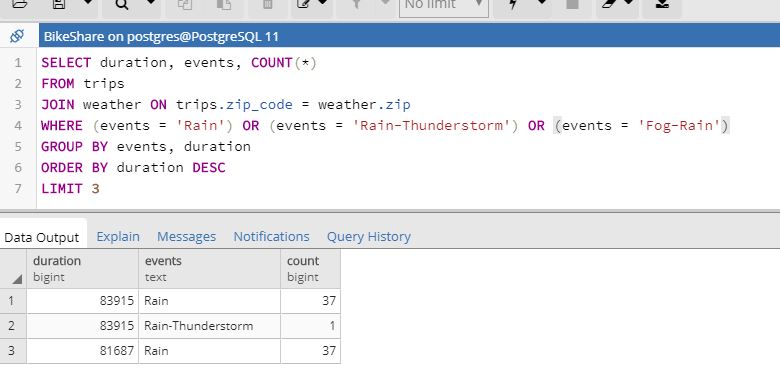 No limit
BikeShare on postgres@PostgreSQL 11
1 SELECT duration, events, COUNT(*)
2 FROM trips
3 JOIN weather ON trips.zip_code = weather.zip
4 WHERE (events = 'Rain') OR (events = 'Rain-Thunderstorm') OR (events = 'Fog-Rain')
5 GROUP BY events, duration
6 ORDER BY duration DESC
7 LIMIT 3
Data Output Explain Messages Notifications Query History
duration events count
bigint text bigint
1 83915 Rain 37
2 83915 Rain-Thunderstorm 1
3 81687 Rain 37